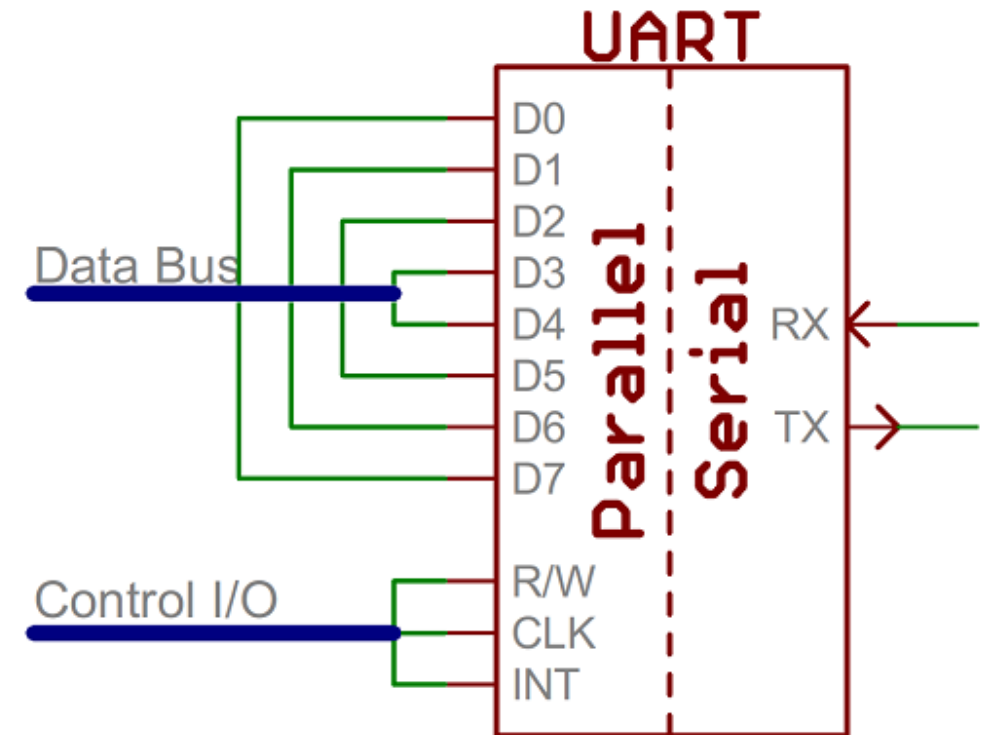 UART
D0
D1
D2
Data Bus
D3
D4
D5
D6
D7
Parallel
Serial
RX
TX
Control I/O
R/W
CLK
INT